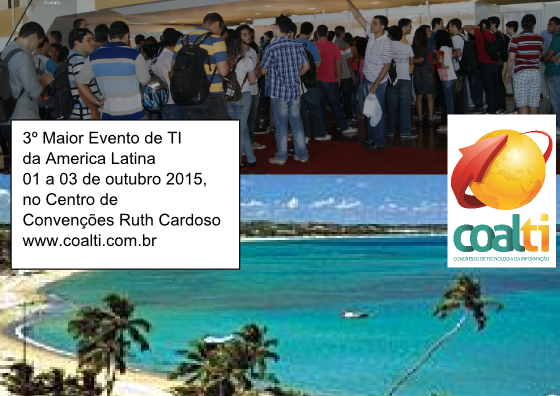 Coalti
3º Maior Evento de TI
da America Latina
01 a 03 de outubro 2015,
no Centro de
Convenções Ruth Cardoso
www.coalti.com.br
coalti
CONGRESSO DE TECNOLOGIA DA INFORMAÇÃO